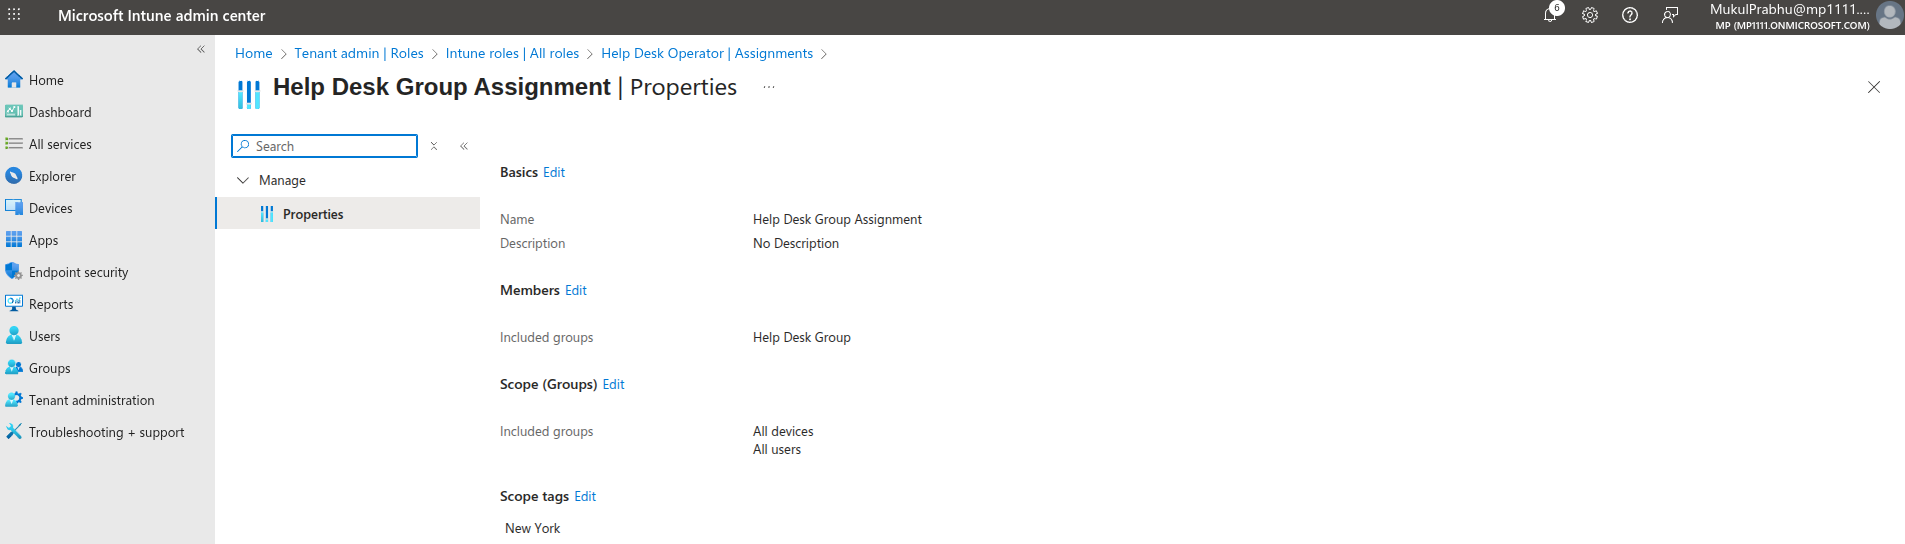 Microsoft Intune admin center
6
MukulPrabhu@mp1111....
MP (MP1111.ONMICROSOFT.COM)
Home
Dashboard
All services
Explorer
Devices
Apps
Endpoint security
Reports
Users
Groups
Tenant administration
Troubleshooting + support
Home > Tenant admin | Roles > Intune roles | All roles > Help Desk Operator | Assignments >
Help Desk Group Assignment | Properties ...
Search
Manage
Properties
Basics Edit
Name Help Desk Group Assignment
Description No Description
Members Edit
Included groups Help Desk Group
Scope (Groups) Edit
Included groups All devices
All users
Scope tags Edit
New York